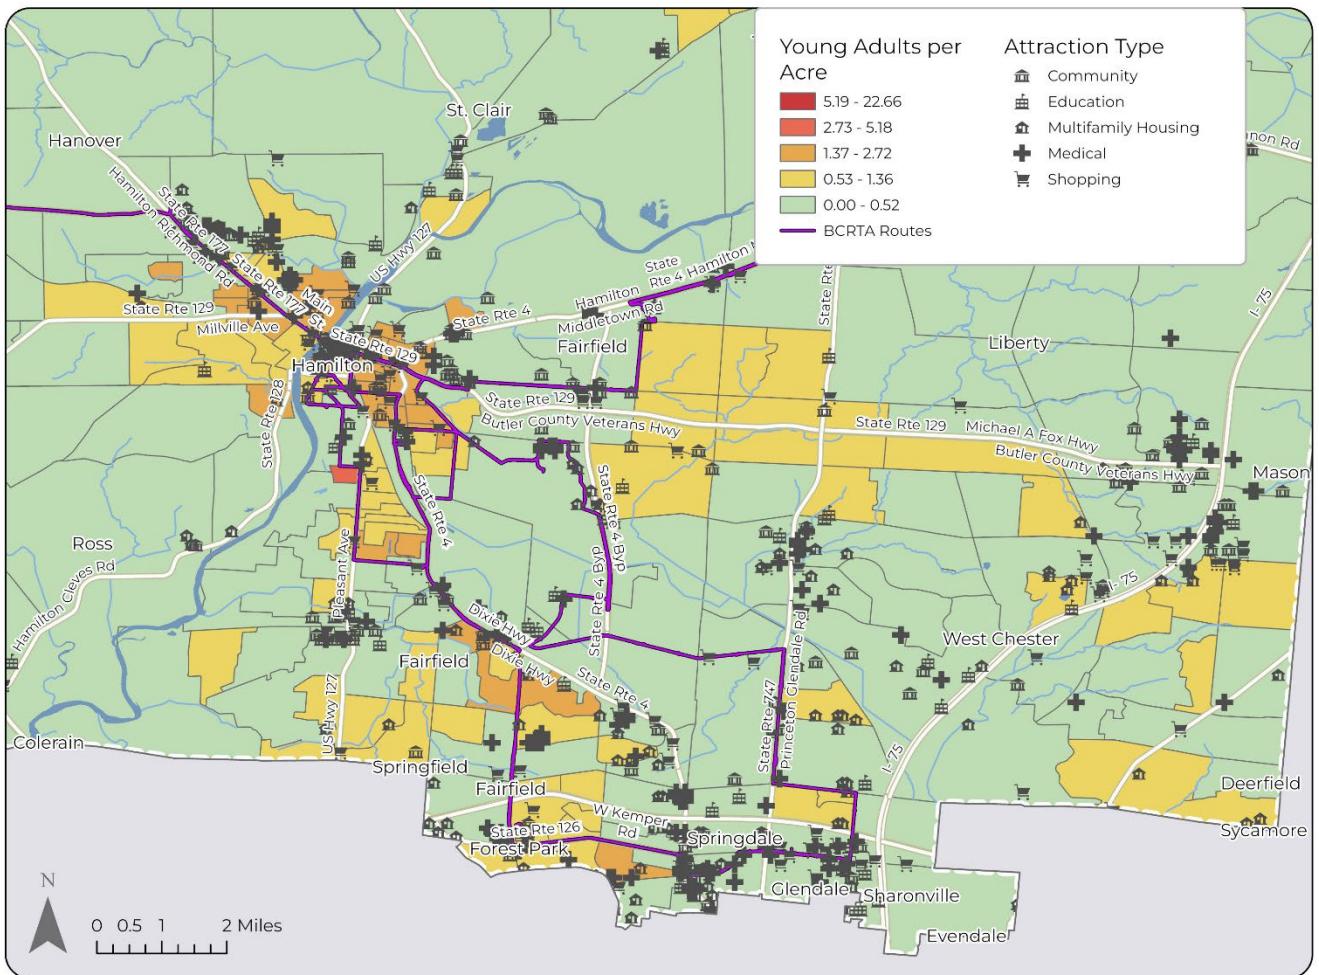 Young Adults per
Acre
5.19 - 22.66
2.73 - 5.18
1.37 - 2.72
0.53 - 1.36
0.00 - 0.52
BCRTA Routes
Attraction Type
Community
Education
Multifamily Housing
Medical
Shopping
St. Clair
Hanover
non Rd
Hamilton Richmond Rd
State Rte 177
State Rte 177
US Hwy 127
Main
St
State
Rte 4 Hamilton M
State Rte
I-75
State Rte 129
Millville Ave
State Rte 129
State Rte 4
Hamilton
Middletown Rd
Fairfield
Liberty
Hamilton
State Rte 128
State Rte 129
Butler County Veterans Hwy
State Rte 129
Michael A Fox Hwy
Butler County Veterans Hwy
Mason
State Rte 4
State Rte 4 Byp
State Rte 4 Byp
Ross
Hamilton Cleves Rd
Pleasant Ave
I- 75
Dixie Hwy
Dixie Hwy
State Rte 4
Fairfield
West Chester
US Hwy 127
State Rte 747
Princeton Glendale Rd
I- 75
Colerain
Springfield
Fairfield
Deerfield
W Kemper
Rd
State Rte 126
Springdale
Sycamore
Forest Park
Glendale
Sharonville
Evendale
N
0 0.5 1 2 Miles